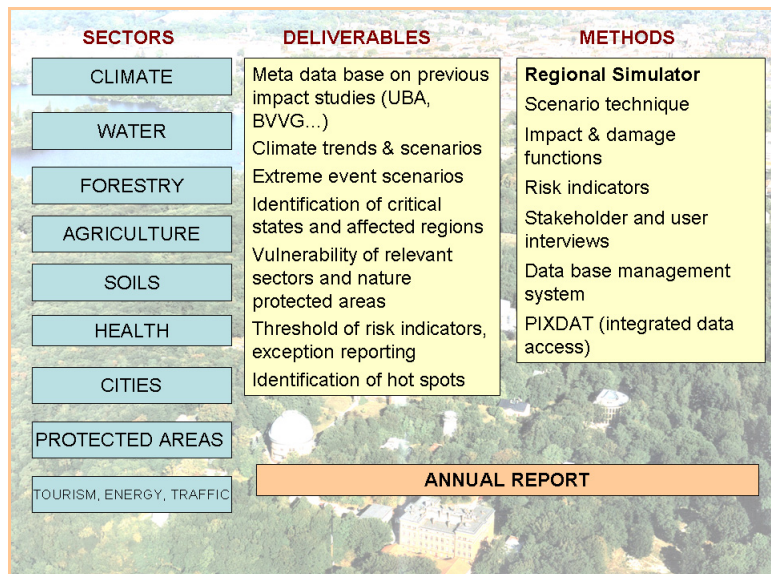 SECTORS
CLIMATE
WATER
FORESTRY
AGRICULTURE
SOILS
HEALTH
CITIES
PROTECTED AREAS
TOURISM, ENERGY, TRAFFIC
DELIVERABLES
Meta data base on previous
impact studies (UBA,
BVVG...)
Climate trends & scenarios
Extreme event scenarios
Identification of critical
states and affected regions
Vulnerability of relevant
sectors and nature
protected areas
Threshold of risk indicators,
exception reporting
Identification of hot spots
METHODS
Regional Simulator
Scenario technique
Impact & damage
functions
Risk indicators
Stakeholder and user
interviews
Data base management
system
PIXDAT (integrated data
access)
ANNUAL REPORT